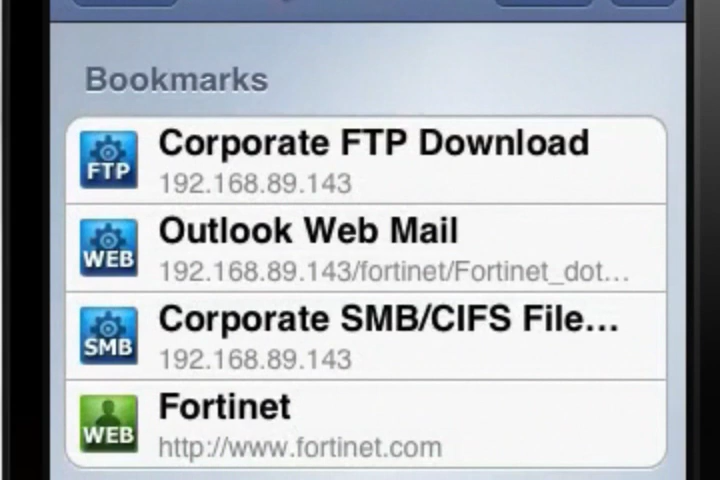 Bookmarks
Corporate FTP Download
FTP
192.168.89.143
Outlook Web Mail
WEB
192.168.89.143/fortinet/Fortinet_dot...
Corporate SMB/CIFS File...
SMB
192.168.89.143
Fortinet
WEB
http://www.fortinet.com